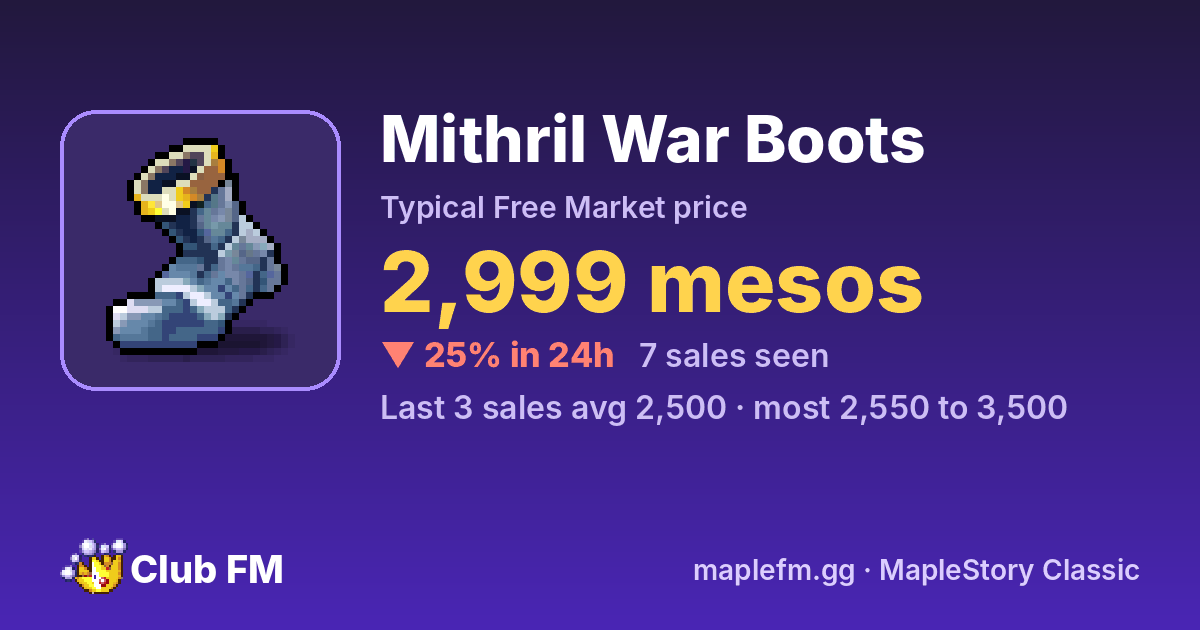 Mithril War Boots
Typical Free Market price
2,999 mesos
▼ 25% in 24h 7 sales seen
Last 3 sales avg 2,500 · most 2,550 to 3,500
Club FM
maplefm.gg · MapleStory Classic